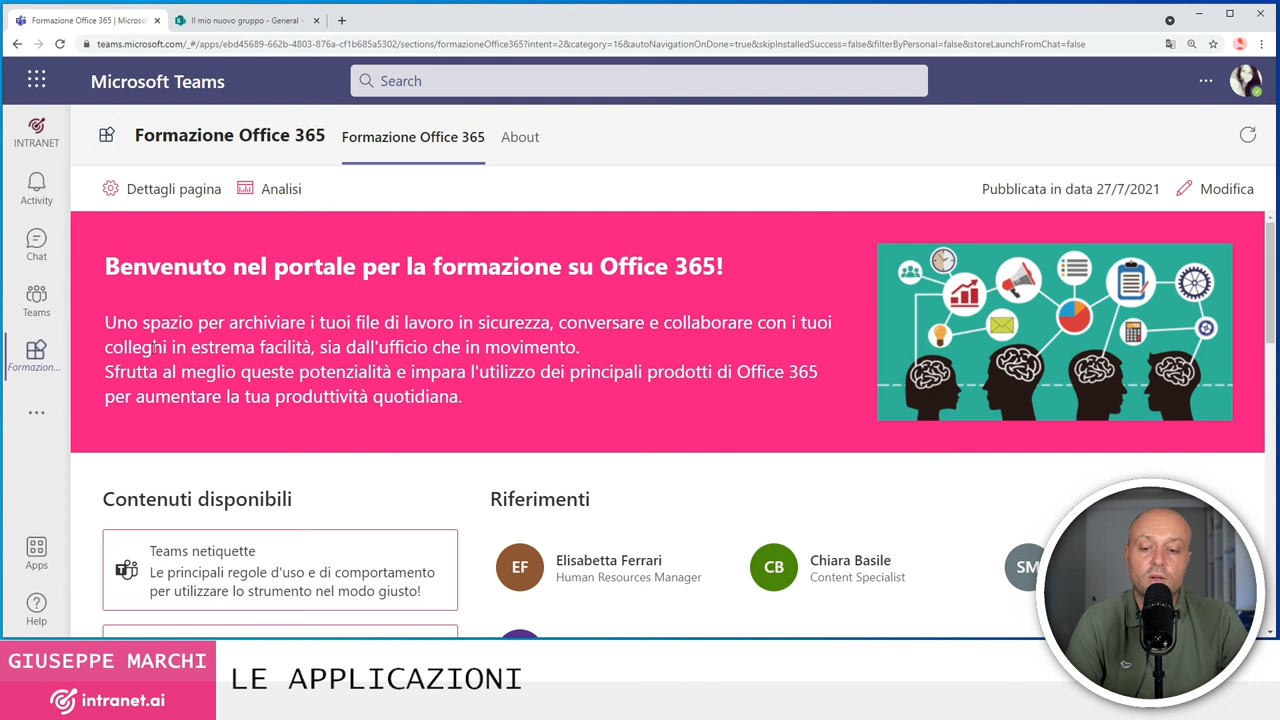 Formazione Office 365 | Microso
Il mio nuovo gruppo - General -
teams.microsoft.com/_#/apps/ebd45689-662b-4803-876a-cf1b685a5302/sections/formazioneOffice365?intent=2&category=16&autoNavigationOnDone=true&skipInstalledSuccess=false&filterByPersonal=false&storeLaunchFromChat=false
Microsoft Teams
Search
INTRANET
Activity
Chat
Teams
Formazion...
Apps
Help
Formazione Office 365
Formazione Office 365
About
Dettagli pagina
Analisi
Pubblicata in data 27/7/2021
Modifica
Benvenuto nel portale per la formazione su Office 365!
Uno spazio per archiviare i tuoi file di lavoro in sicurezza, conversare e collaborare con i tuoi
colleghi in estrema facilità, sia dall'ufficio che in movimento.
Sfrutta al meglio queste potenzialità e impara l'utilizzo dei principali prodotti di Office 365
per aumentare la tua produttività quotidiana.
Contenuti disponibili
Teams netiquette
Le principali regole d'uso e di comportamento
per utilizzare lo strumento nel modo giusto!
Riferimenti
EF
Elisabetta Ferrari
Human Resources Manager
CB
Chiara Basile
Content Specialist
SM
GIUSEPPE MARCHI
intranet.ai
LE APPLICAZIONI